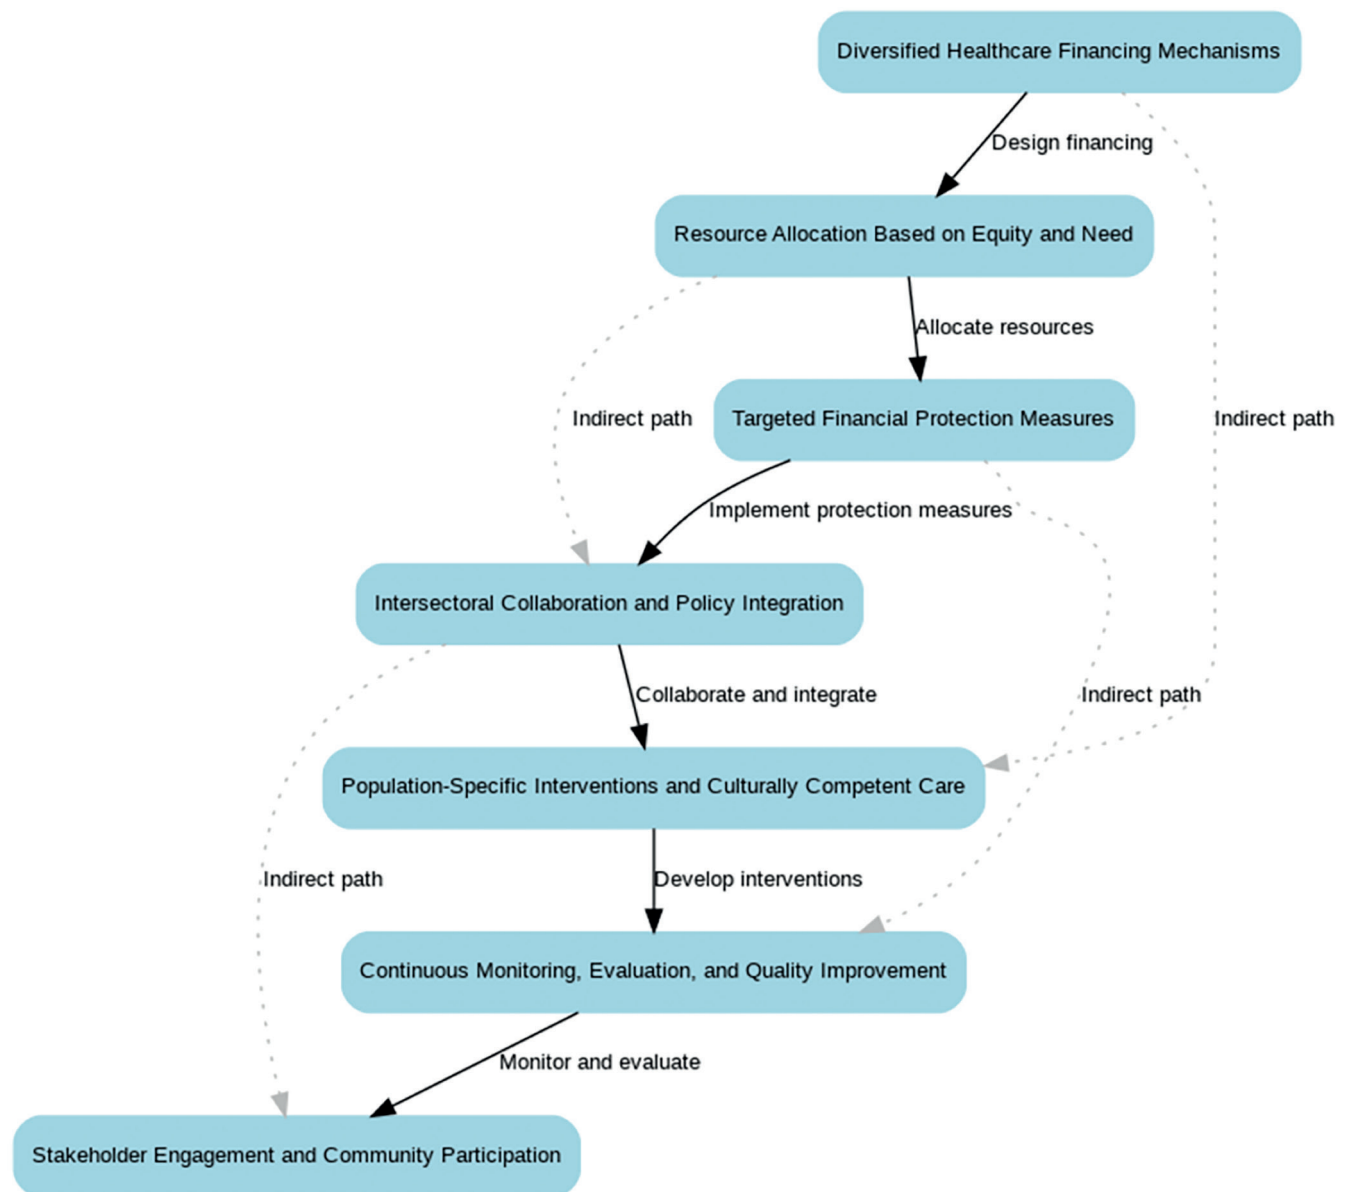 Diversified Healthcare Financing Mechanisms
Design financing
Resource Allocation Based on Equity and Need
Allocate resources
Indirect path
Targeted Financial Protection Measures
Indirect path
Implement protection measures
Intersectoral Collaboration and Policy Integration
Collaborate and integrate
Indirect path
Population-Specific Interventions and Culturally Competent Care
Indirect path
Develop interventions
Continuous Monitoring, Evaluation, and Quality Improvement
Monitor and evaluate
Stakeholder Engagement and Community Participation